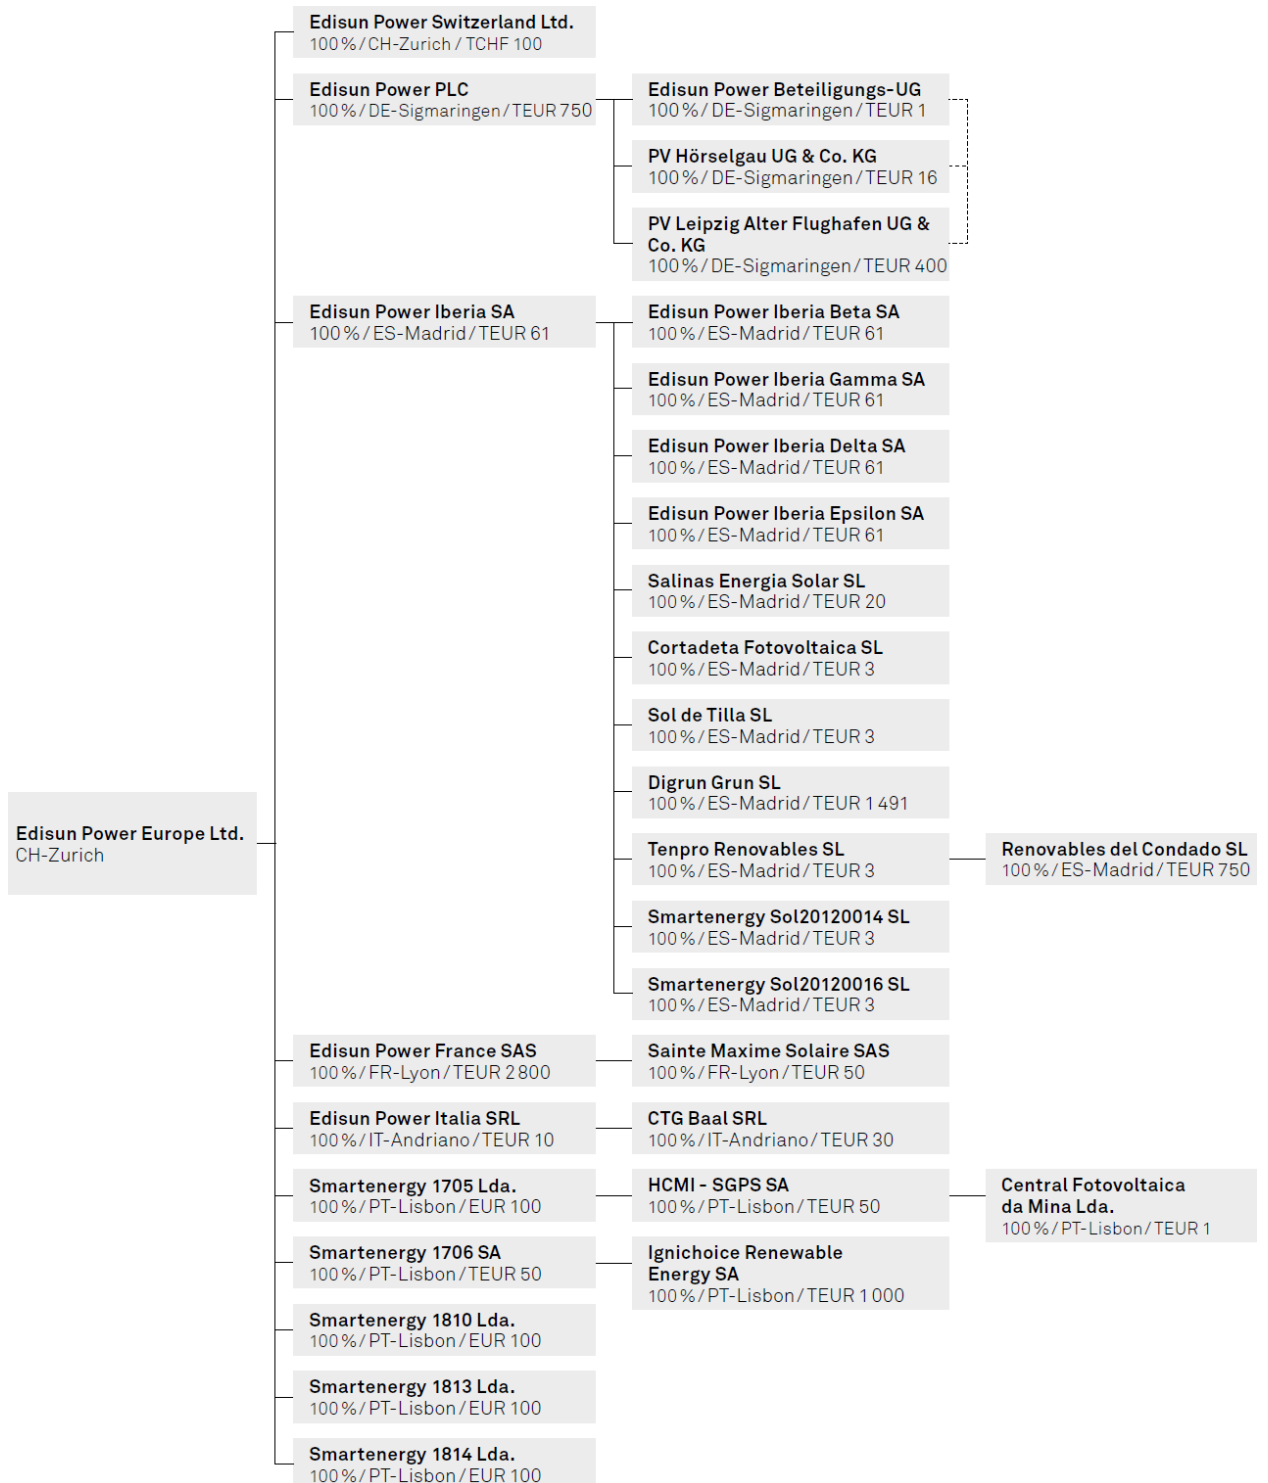 Edisun Power Switzerland Ltd.
100%/CH-Zurich / TCHF 100
Edisun Power PLC
100%/DE-Sigmaringen/TEUR 750
Edisun Power Beteiligungs-UG
100%/DE-Sigmaringen/TEUR 1
PV Hörselgau UG & Co. KG
100%/DE-Sigmaringen/TEUR 16
PV Leipzig Alter Flughafen UG &
Co. KG
100%/DE-Sigmaringen/TEUR 400
Edisun Power Iberia SA
100%/ES-Madrid/TEUR 61
Edisun Power Iberia Beta SA
100%/ES-Madrid/TEUR 61
Edisun Power Iberia Gamma SA
100%/ES-Madrid/TEUR 61
Edisun Power Iberia Delta SA
100%/ES-Madrid/TEUR 61
Edisun Power Iberia Epsilon SA
100%/ES-Madrid/TEUR 61
Salinas Energia Solar SL
100%/ES-Madrid/TEUR 20
Cortadeta Fotovoltaica SL
100%/ES-Madrid/TEUR 3
Sol de Tilla SL
100%/ES-Madrid/TEUR 3
Digrun Grun SL
100%/ES-Madrid/TEUR 1 491
Edisun Power Europe Ltd.
CH-Zurich
Tenpro Renovables SL
100%/ES-Madrid/TEUR 3
Renovables del Condado SL
100%/ES-Madrid/TEUR 750
Smartenergy Sol20120014 SL
100%/ES-Madrid/TEUR 3
Smartenergy Sol20120016 SL
100%/ES-Madrid/TEUR 3
Edisun Power France SAS
100%/FR-Lyon/TEUR 2 800
Sainte Maxime Solaire SAS
100%/FR-Lyon/TEUR 50
Edisun Power Italia SRL
100%/IT-Andriano/TEUR 10
CTG Baal SRL
100%/IT-Andriano/TEUR 30
Smartenergy 1705 Lda.
100%/PT-Lisbon/EUR 100
HCMI - SGPS SA
100%/PT-Lisbon/TEUR 50
Central Fotovoltaica
da Mina Lda.
100%/PT-Lisbon/TEUR 1
Smartenergy 1706 SA
100%/PT-Lisbon/TEUR 50
Ignichoice Renewable
Energy SA
100%/PT-Lisbon/TEUR 1 000
Smartenergy 1810 Lda.
100%/PT-Lisbon/EUR 100
Smartenergy 1813 Lda.
100%/PT-Lisbon/EUR 100
Smartenergy 1814 Lda.
100%/PT-Lisbon/EUR 100